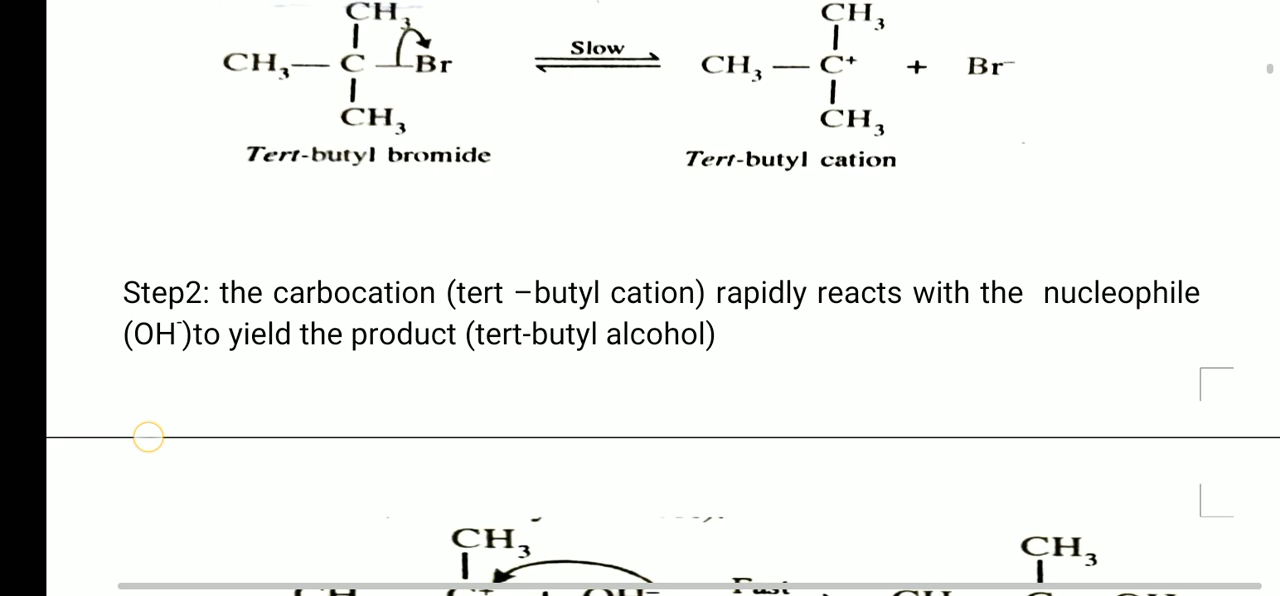 CH₃
CH₃ — C — Br Slow CH₃ — C⁺ + Br⁻
CH₃ CH₃
CH₃
Tert-butyl bromide Tert-butyl cation
Step2: the carbocation (tert –butyl cation) rapidly reacts with the nucleophile
(OH⁻)to yield the product (tert-butyl alcohol)
CH₃ CH₃
Fast